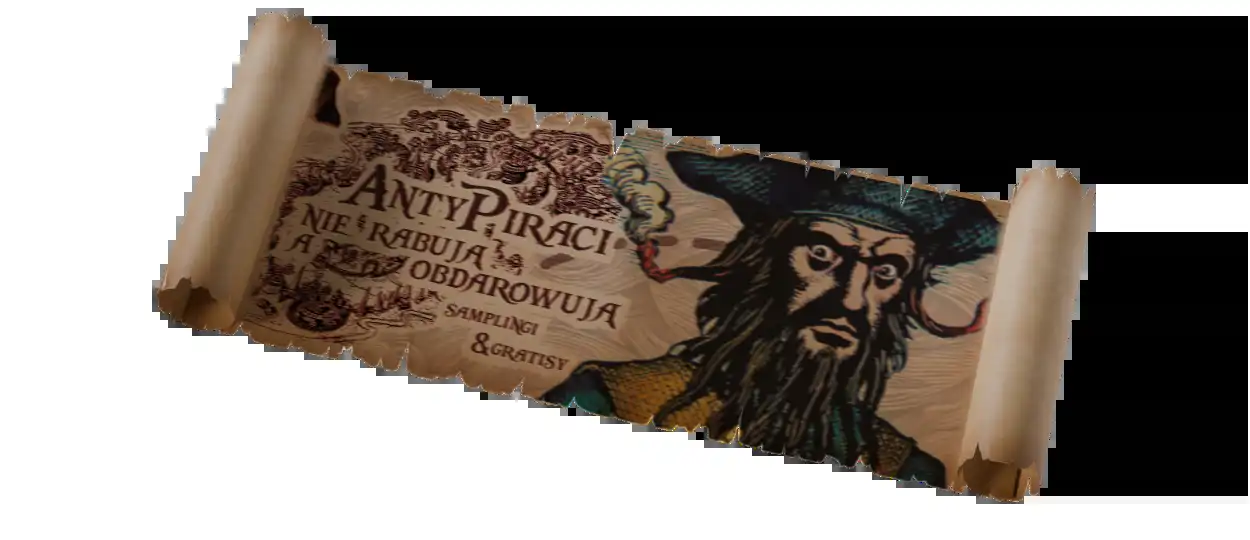 ANTYPIRACI
NIE RABUJĄ
A OBDAROWUJĄ
SAMPLINGI
& GRATISY